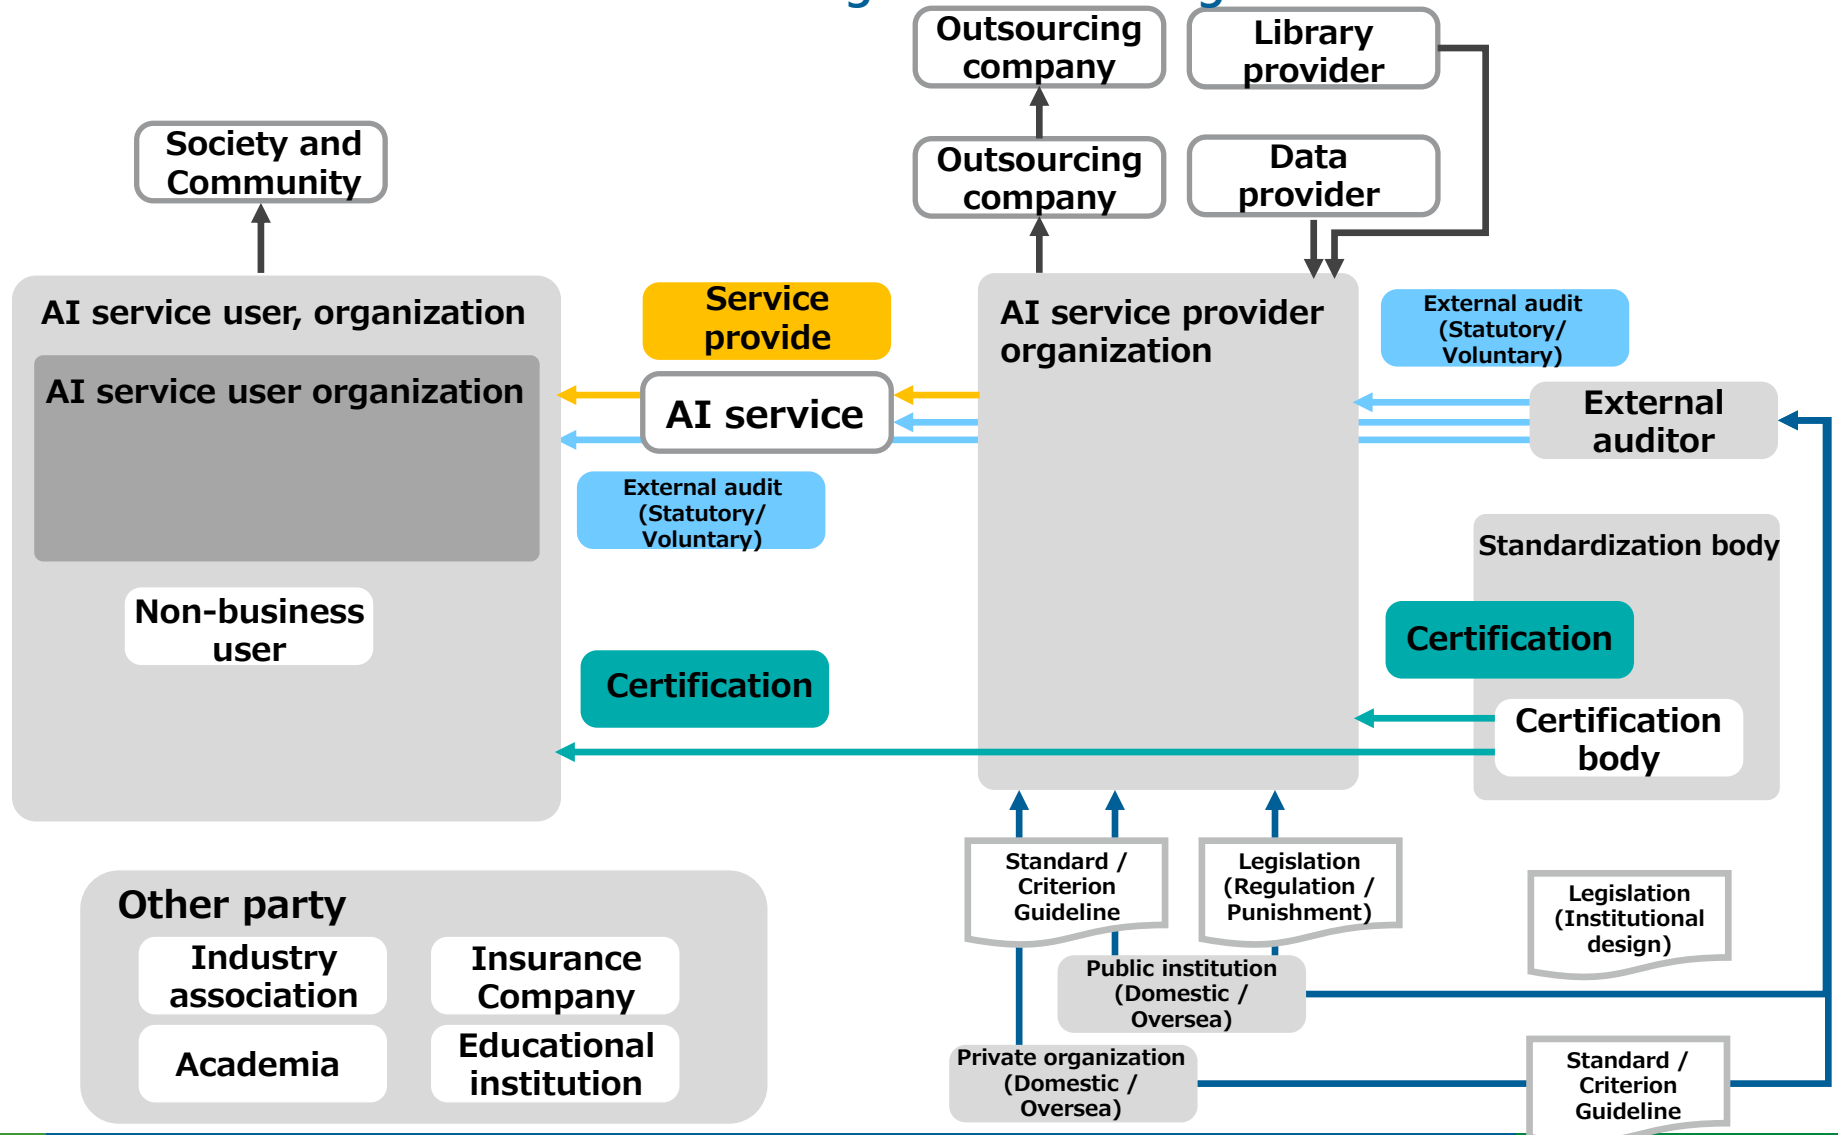 Outsourcing
company
Library
provider
Society and
Community
Outsourcing
company
Data
provider
AI service user, organization
AI service user organization
Service
provide
AI service
External audit
(Statutory/
Voluntary)
AI service provider
organization
External audit
(Statutory/
Voluntary)
External
auditor
Standardization body
Non-business
user
Certification
Certification
Certification
body
Standard /
Criterion
Guideline
Legislation
(Regulation /
Punishment)
Legislation
(Institutional
design)
Public institution
(Domestic /
Oversea)
Private organization
(Domestic /
Oversea)
Standard /
Criterion
Guideline
Other party
Industry
association
Insurance
Company
Academia
Educational
institution